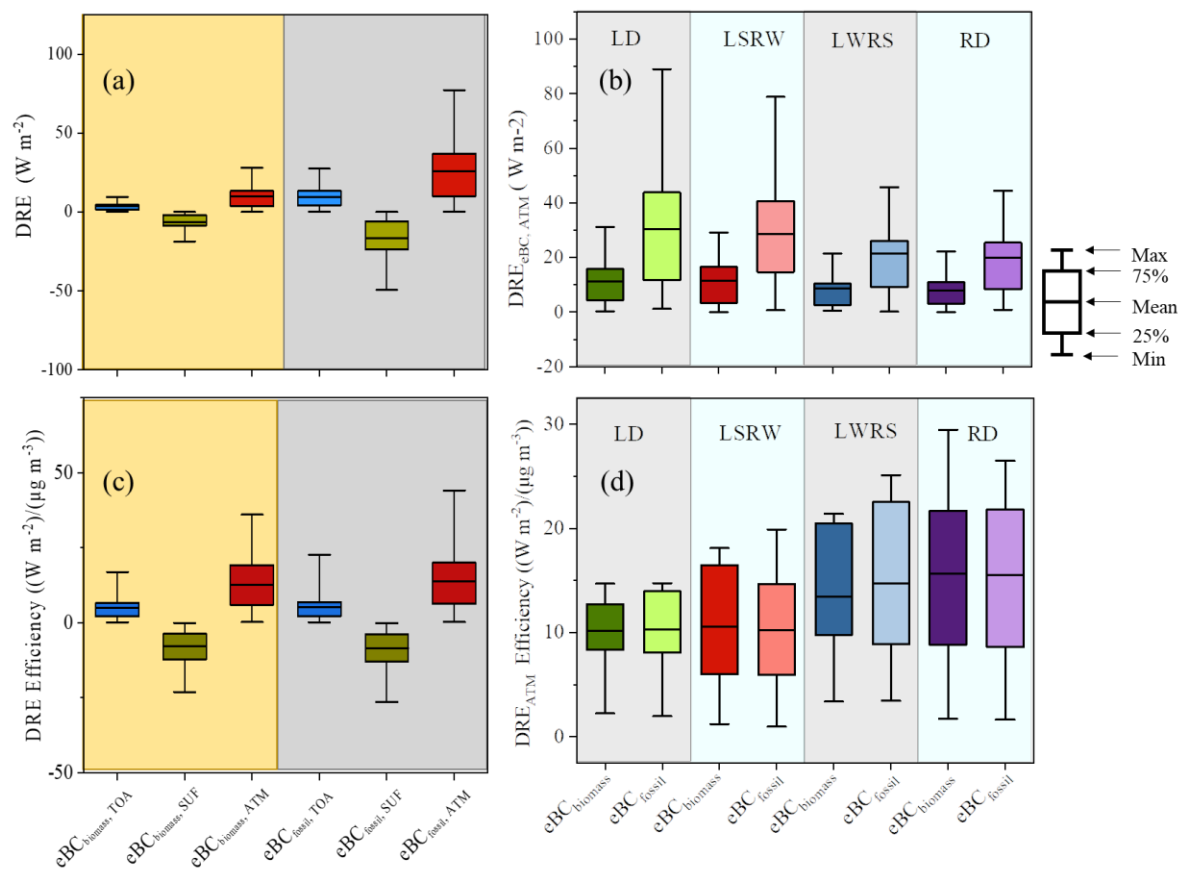 (a)
DRE (W m-2)
100
50
0
-50
-100
(b)
LD
LSRW
LWRS
RD
DREeBC, ATM ( W m-2)
100
80
60
40
20
0
-20
Max
75%
Mean
25%
Min
(c)
DRE Efficiency ((W m-2)/(μg m-3))
50
0
-50
eBCbiomass, TOA
eBCbiomass, SUF
eBCbiomass, ATM
eBCfossil, TOA
eBCfossil, SUF
eBCfossil, ATM
(d)
LD
LSRW
LWRS
RD
DREATM Efficiency ((W m-2)/(μg m-3))
30
20
10
0
eBCbiomass
eBCfossil
eBCbiomass
eBCfossil
eBCbiomass
eBCfossil
eBCbiomass
eBCfossil